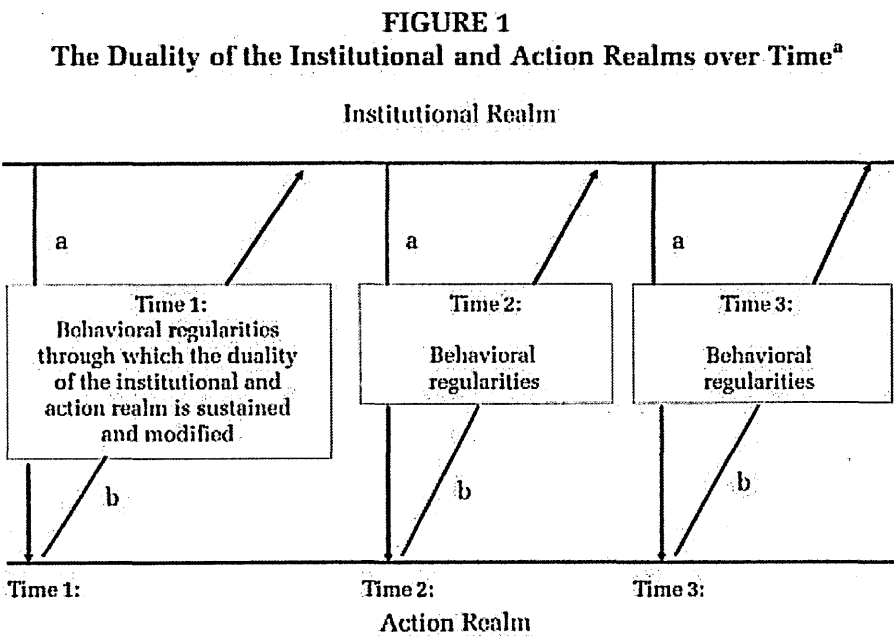 FIGURE 1
The Duality of the Institutional and Action Realms over Timeᵃ
Institutional Realm
a
a
a
Time 1:
Behavioral regularities
through which the duality
of the institutional and
action realm is sustained
and modified
Time 2:
Behavioral
regularities
Time 3:
Behavioral
regularities
b
b
b
Time 1:
Time 2:
Time 3:
Action Realm